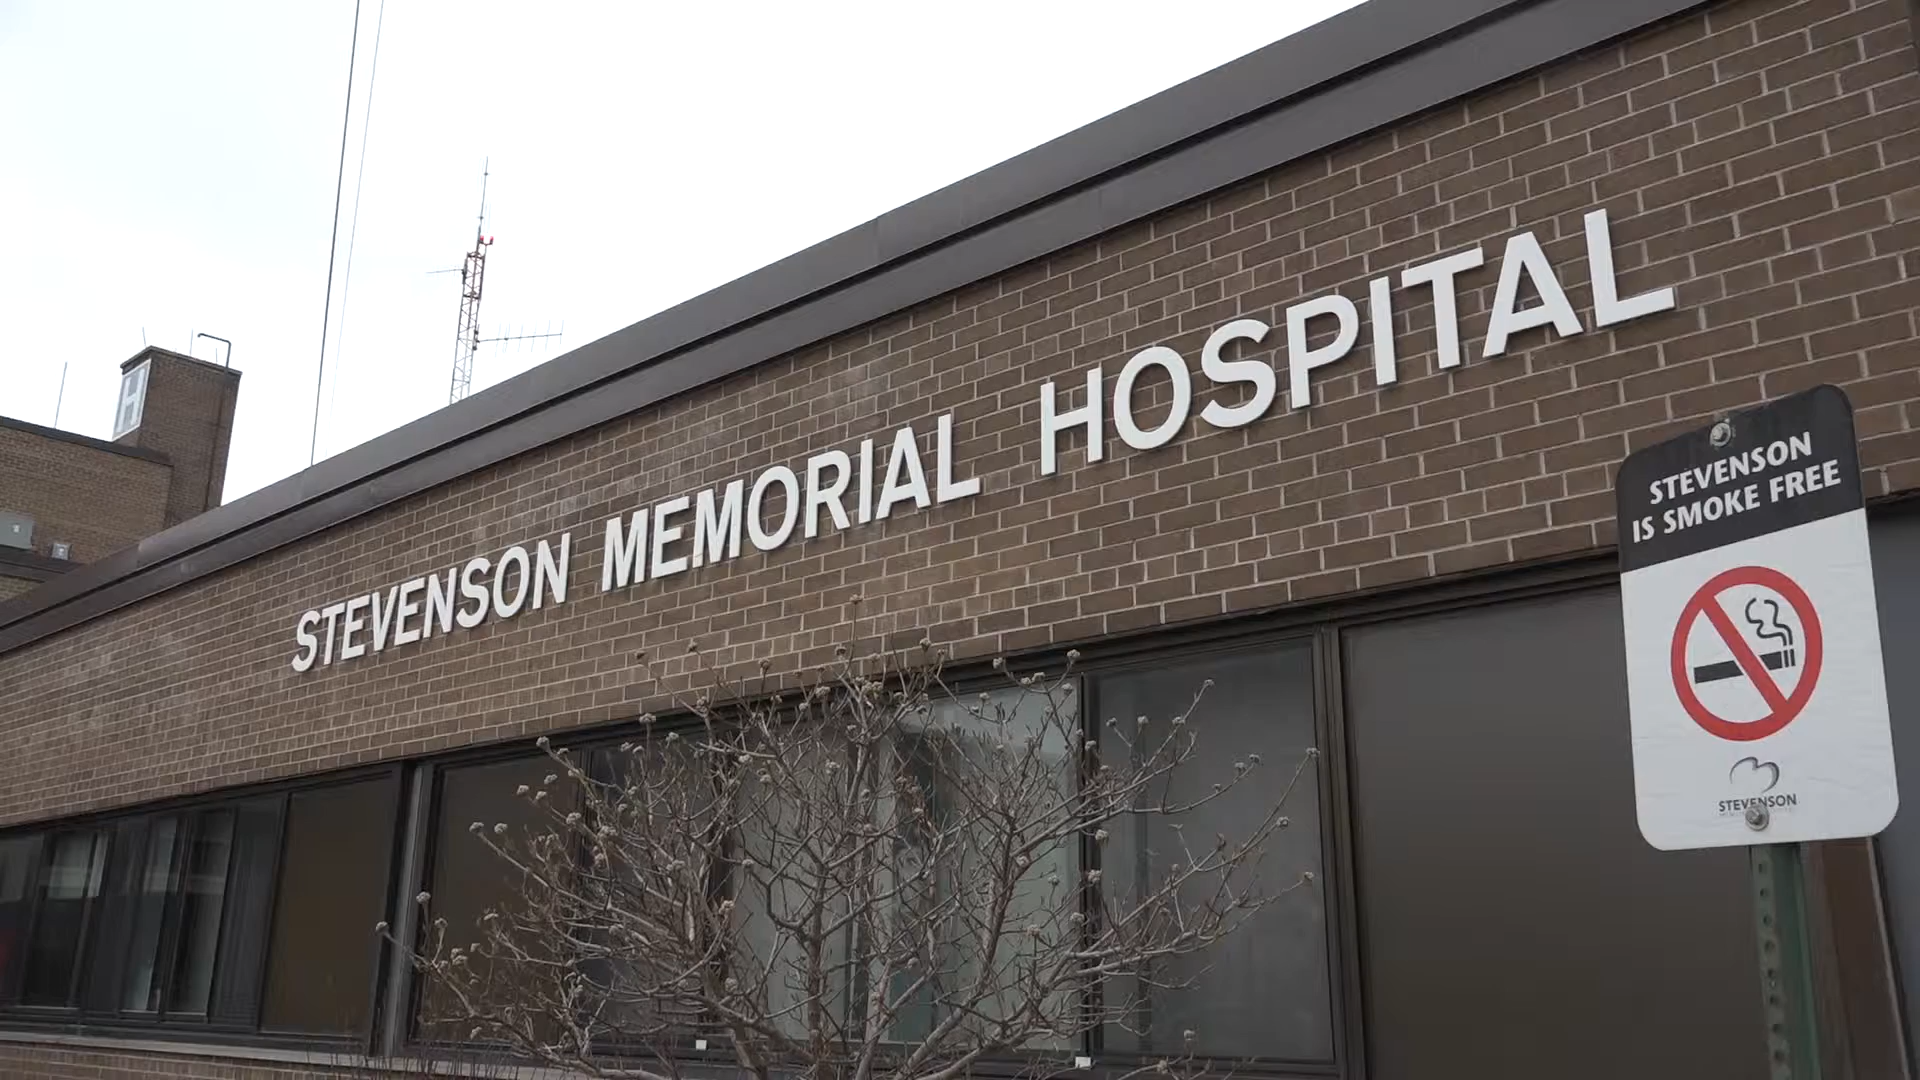 H
STEVENSON MEMORIAL HOSPITAL
STEVENSON
IS SMOKE FREE
STEVENSON